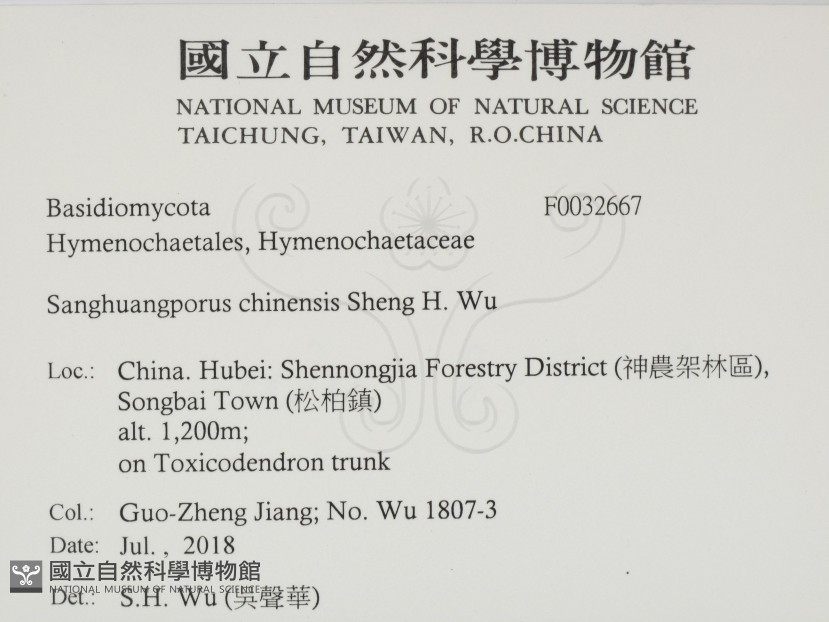 國立自然科學博物館
NATIONAL MUSEUM OF NATURAL SCIENCE
TAICHUNG, TAIWAN, R.O.CHINA
Basidiomycota F0032667
Hymenochaetales, Hymenochaetaceae
Sanghuangporus chinensis Sheng H. Wu
Loc.: China. Hubei: Shennongjia Forestry District (神農架林區),
Songbai Town (松柏鎮)
alt. 1,200m;
on Toxicodendron trunk
Col.: Guo-Zheng Jiang; No. Wu 1807-3
Date: Jul., 2018
國立自然科學博物館
NATIONAL MUSEUM OF NATURAL SCIENCE
Det.: S.H. Wu (吳聲華)